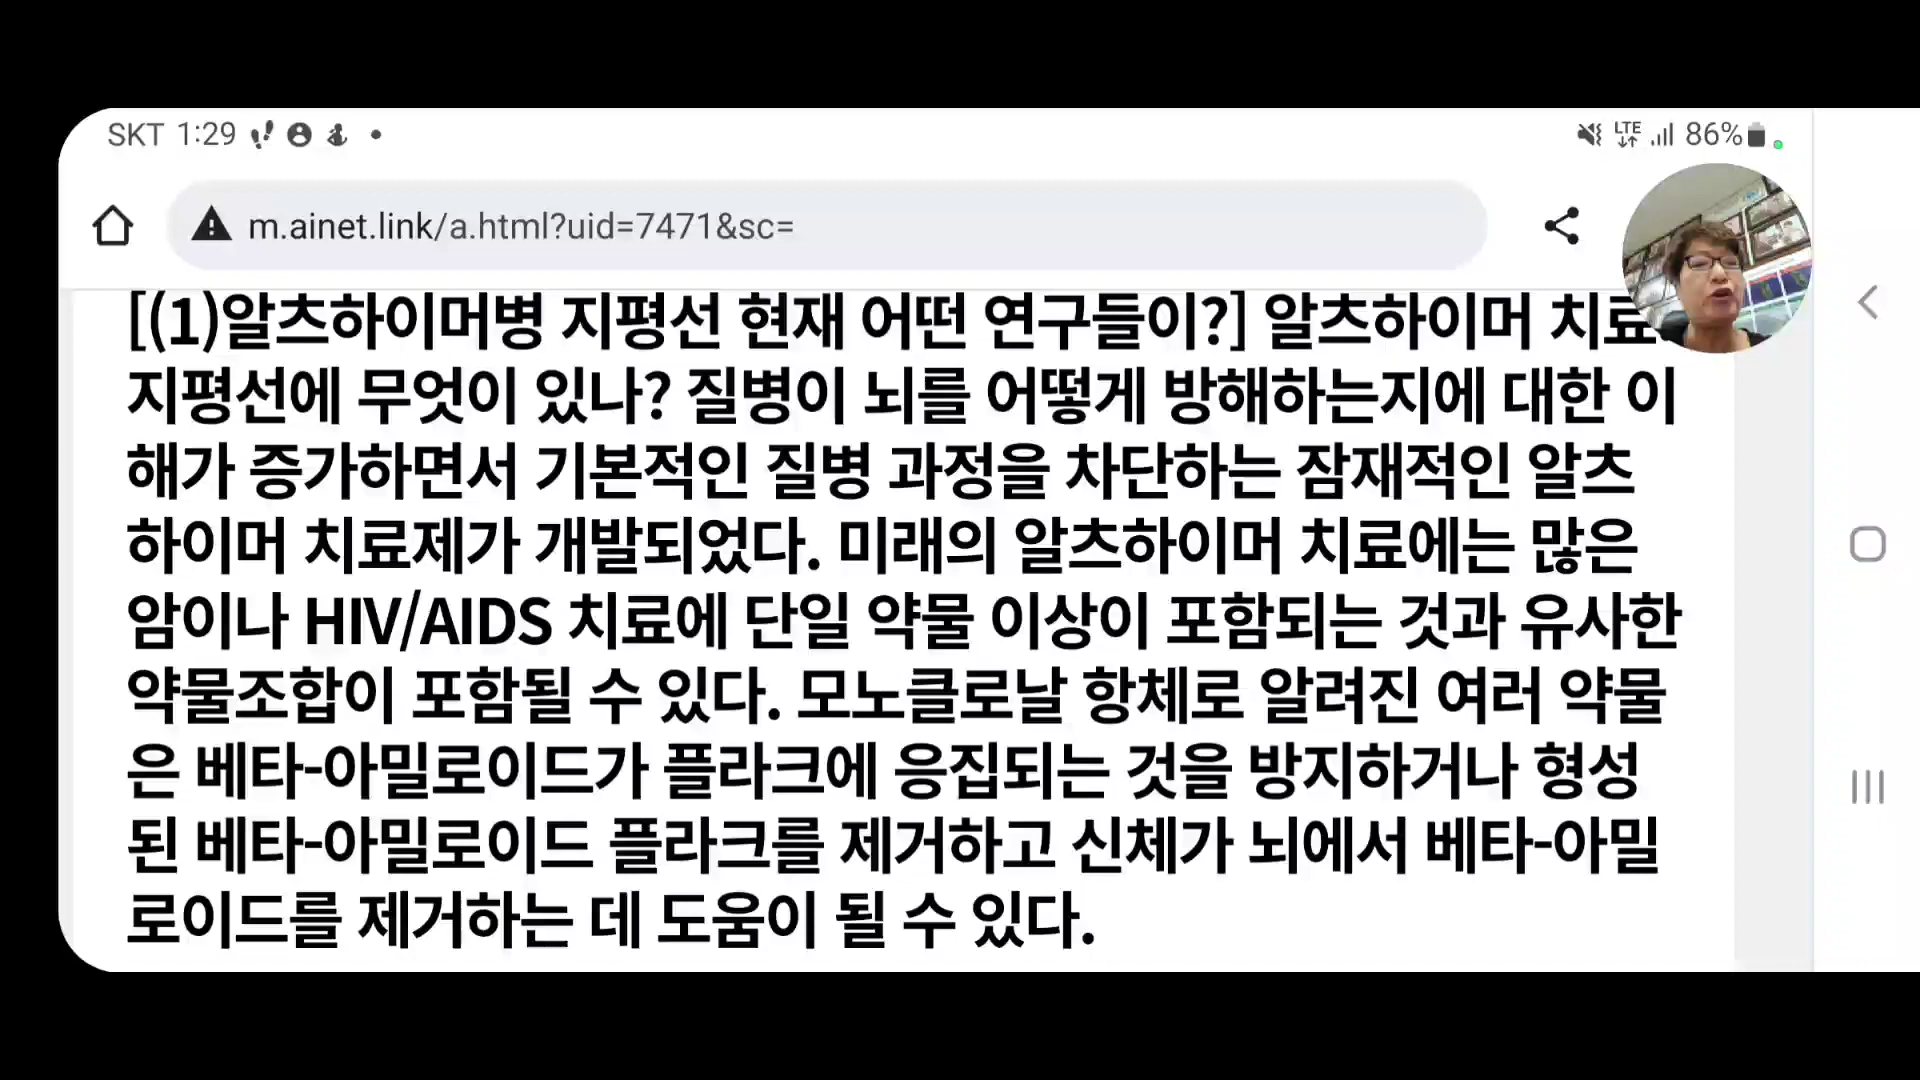 SKT 1:29
LTE 86%
m.ainet.link/a.html?uid=7471&sc=
[(1)알츠하이머병 지평선 현재 어떤 연구들이?] 알츠하이머 치료
지평선에 무엇이 있나? 질병이 뇌를 어떻게 방해하는지에 대한 이
해가 증가하면서 기본적인 질병 과정을 차단하는 잠재적인 알츠
하이머 치료제가 개발되었다. 미래의 알츠하이머 치료에는 많은
암이나 HIV/AIDS 치료에 단일 약물 이상이 포함되는 것과 유사한
약물조합이 포함될 수 있다. 모노클로날 항체로 알려진 여러 약물
은 베타-아밀로이드가 플라크에 응집되는 것을 방지하거나 형성
된 베타-아밀로이드 플라크를 제거하고 신체가 뇌에서 베타-아밀
로이드를 제거하는 데 도움이 될 수 있다.